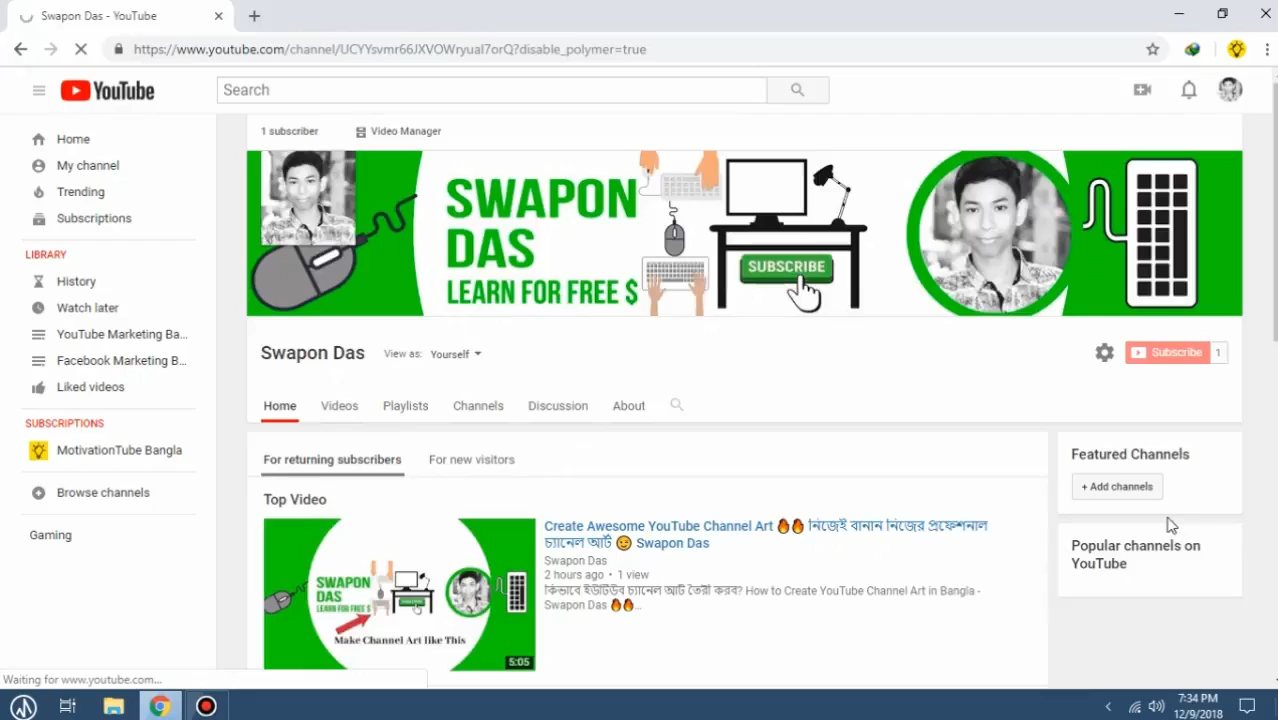 Swapon Das - YouTube
https://www.youtube.com/channel/UCYYsvmr66JXVOWryual7orQ?disable_polymer=true
YouTube
Search
1 subscriber
Video Manager
Home
My channel
Trending
Subscriptions
LIBRARY
History
Watch later
YouTube Marketing Ba...
Facebook Marketing B...
Liked videos
SUBSCRIPTIONS
MotivationTube Bangla
Browse channels
Gaming
SWAPON
DAS
LEARN FOR FREE $
SUBSCRIBE
Swapon Das
View as: Yourself
Subscribe 1
Home Videos Playlists Channels Discussion About
For returning subscribers For new visitors
Top Video
SWAPON
DAS
LEARN FOR FREE $
Make Channel Art like This
5:05
Create Awesome YouTube Channel Art 🔥🔥 নিজেই বানান নিজের প্রফেশনাল
চ্যানেল আর্ট 😉 Swapon Das
Swapon Das
2 hours ago • 1 view
কিভাবে ইউটিউব চ্যানেল আর্ট তৈরী করব? How to Create YouTube Channel Art in Bangla -
Swapon Das 🔥🔥...
Featured Channels
+ Add channels
Popular channels on
YouTube
Waiting for www.youtube.com...
7:34 PM
12/9/2018